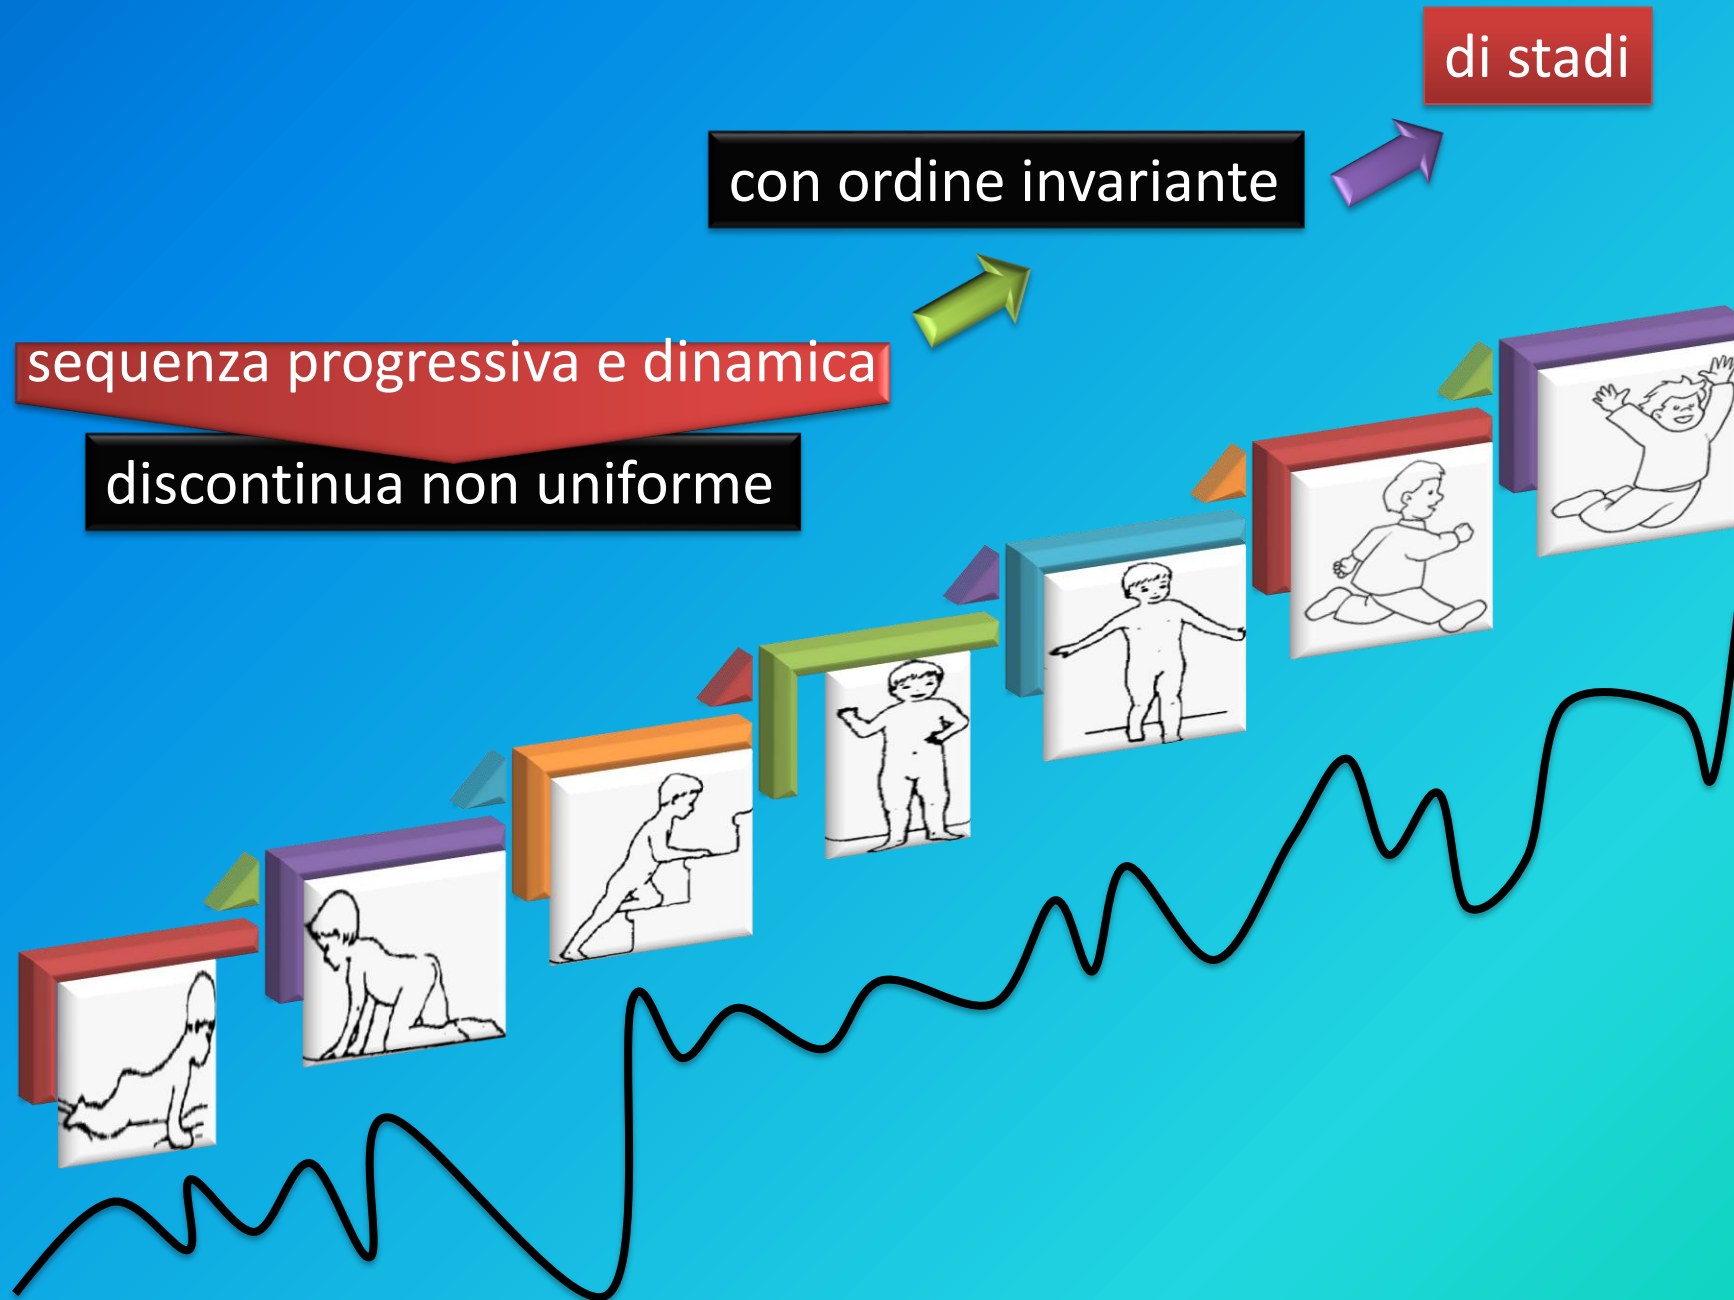 di stadi
con ordine invariante
sequenza progressiva e dinamica
discontinua non uniforme